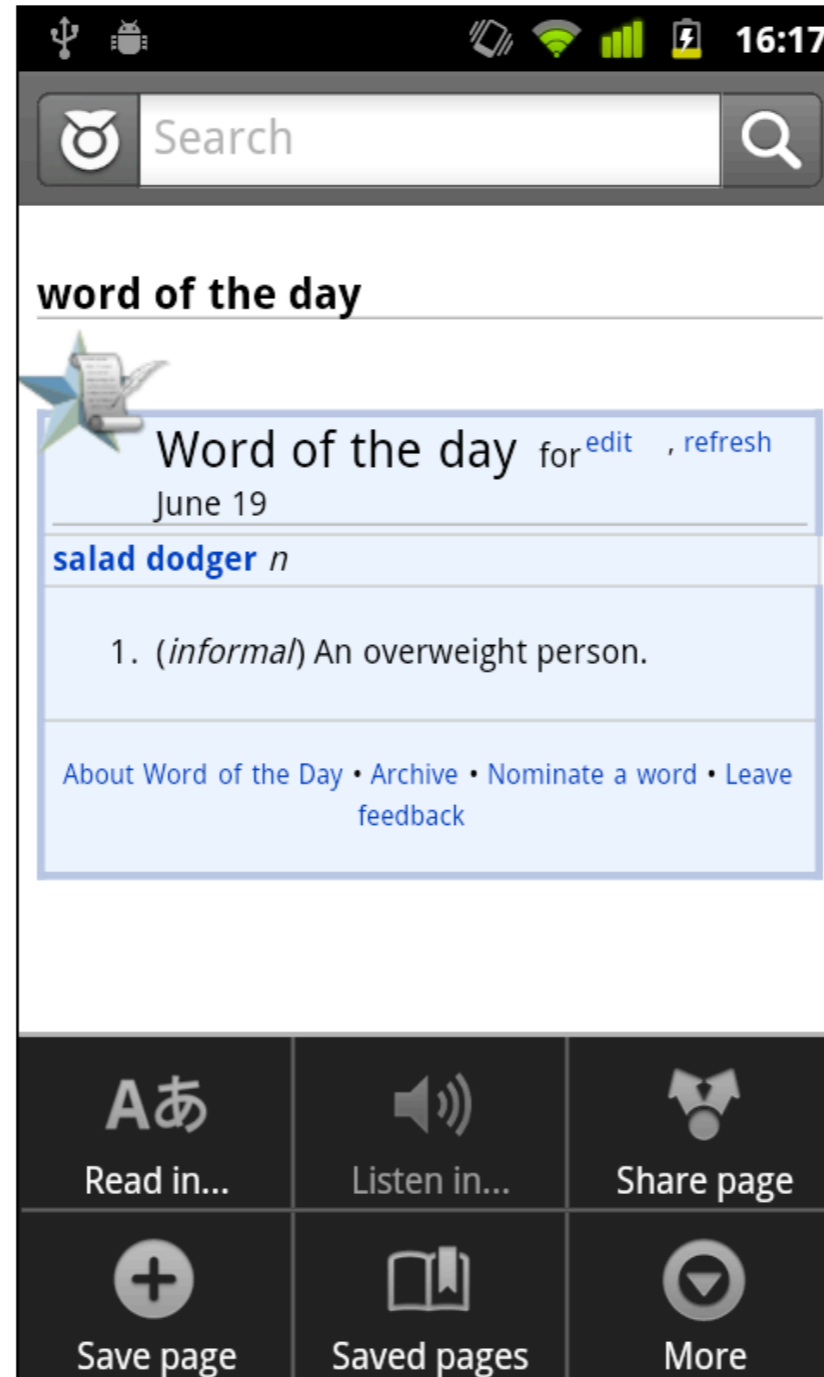 16:17
Search
word of the day
Word of the day for edit , refresh
June 19
salad dodger n
1. (informal) An overweight person.
About Word of the Day • Archive • Nominate a word • Leave
feedback
Aあ
Read in... Listen in... Share page
Save page Saved pages More